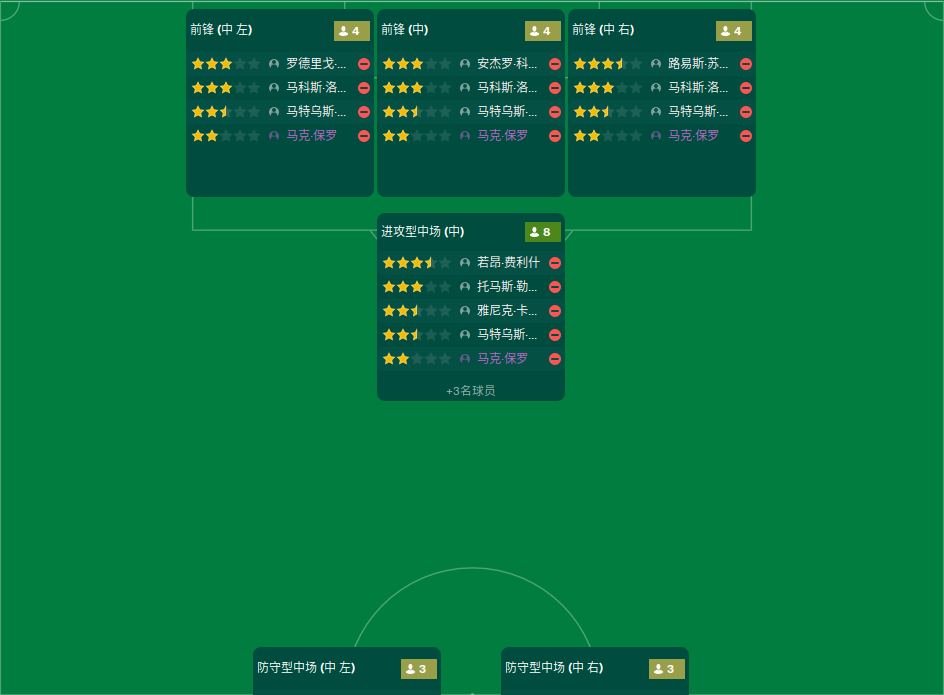 前锋 (中 左) 4
罗德里戈·...
马科斯·洛...
马特乌斯·...
马克·保罗
前锋 (中) 4
安杰罗·科...
马科斯·洛...
马特乌斯·...
马克·保罗
前锋 (中 右) 4
路易斯·苏...
马科斯·洛...
马特乌斯·...
马克·保罗
进攻型中场 (中) 8
若昂·费利什
托马斯·勒...
雅尼克·卡...
马特乌斯·...
马克·保罗
+3名球员
防守型中场 (中 左) 3
防守型中场 (中 右) 3